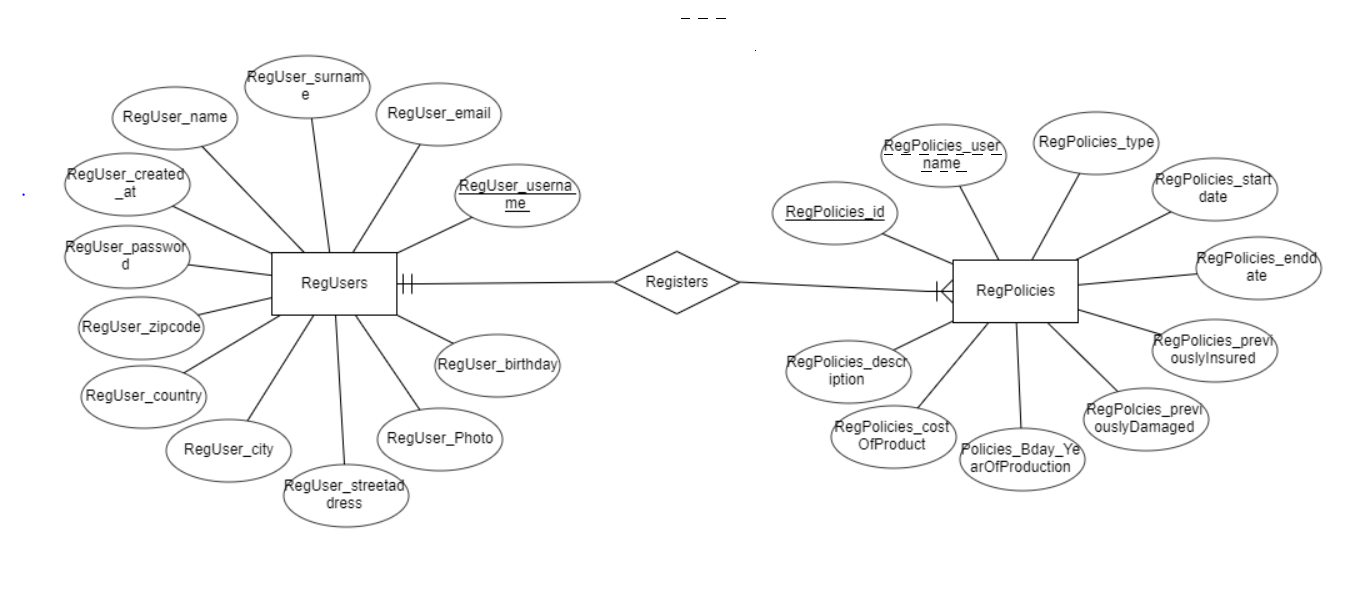 RegUser_surnam
e
RegUser_name
RegUser_email
RegUser_created
_at
RegUser_userna
me
RegUser_passwor
d
RegUsers
RegUser_zipcode
RegUser_country
RegUser_city
RegUser_streetad
dress
RegUser_Photo
RegUser_birthday
Registers
RegPolicies_user
name
RegPolicies_type
RegPolicies_id
RegPolicies_start
date
RegPolicies_endd
ate
RegPolicies
RegPolicies_previ
ouslyInsured
RegPolcies_previ
ouslyDamaged
Policies_Bday_Ye
arOfProduction
RegPolicies_cost
OfProduct
RegPolicies_descr
iption